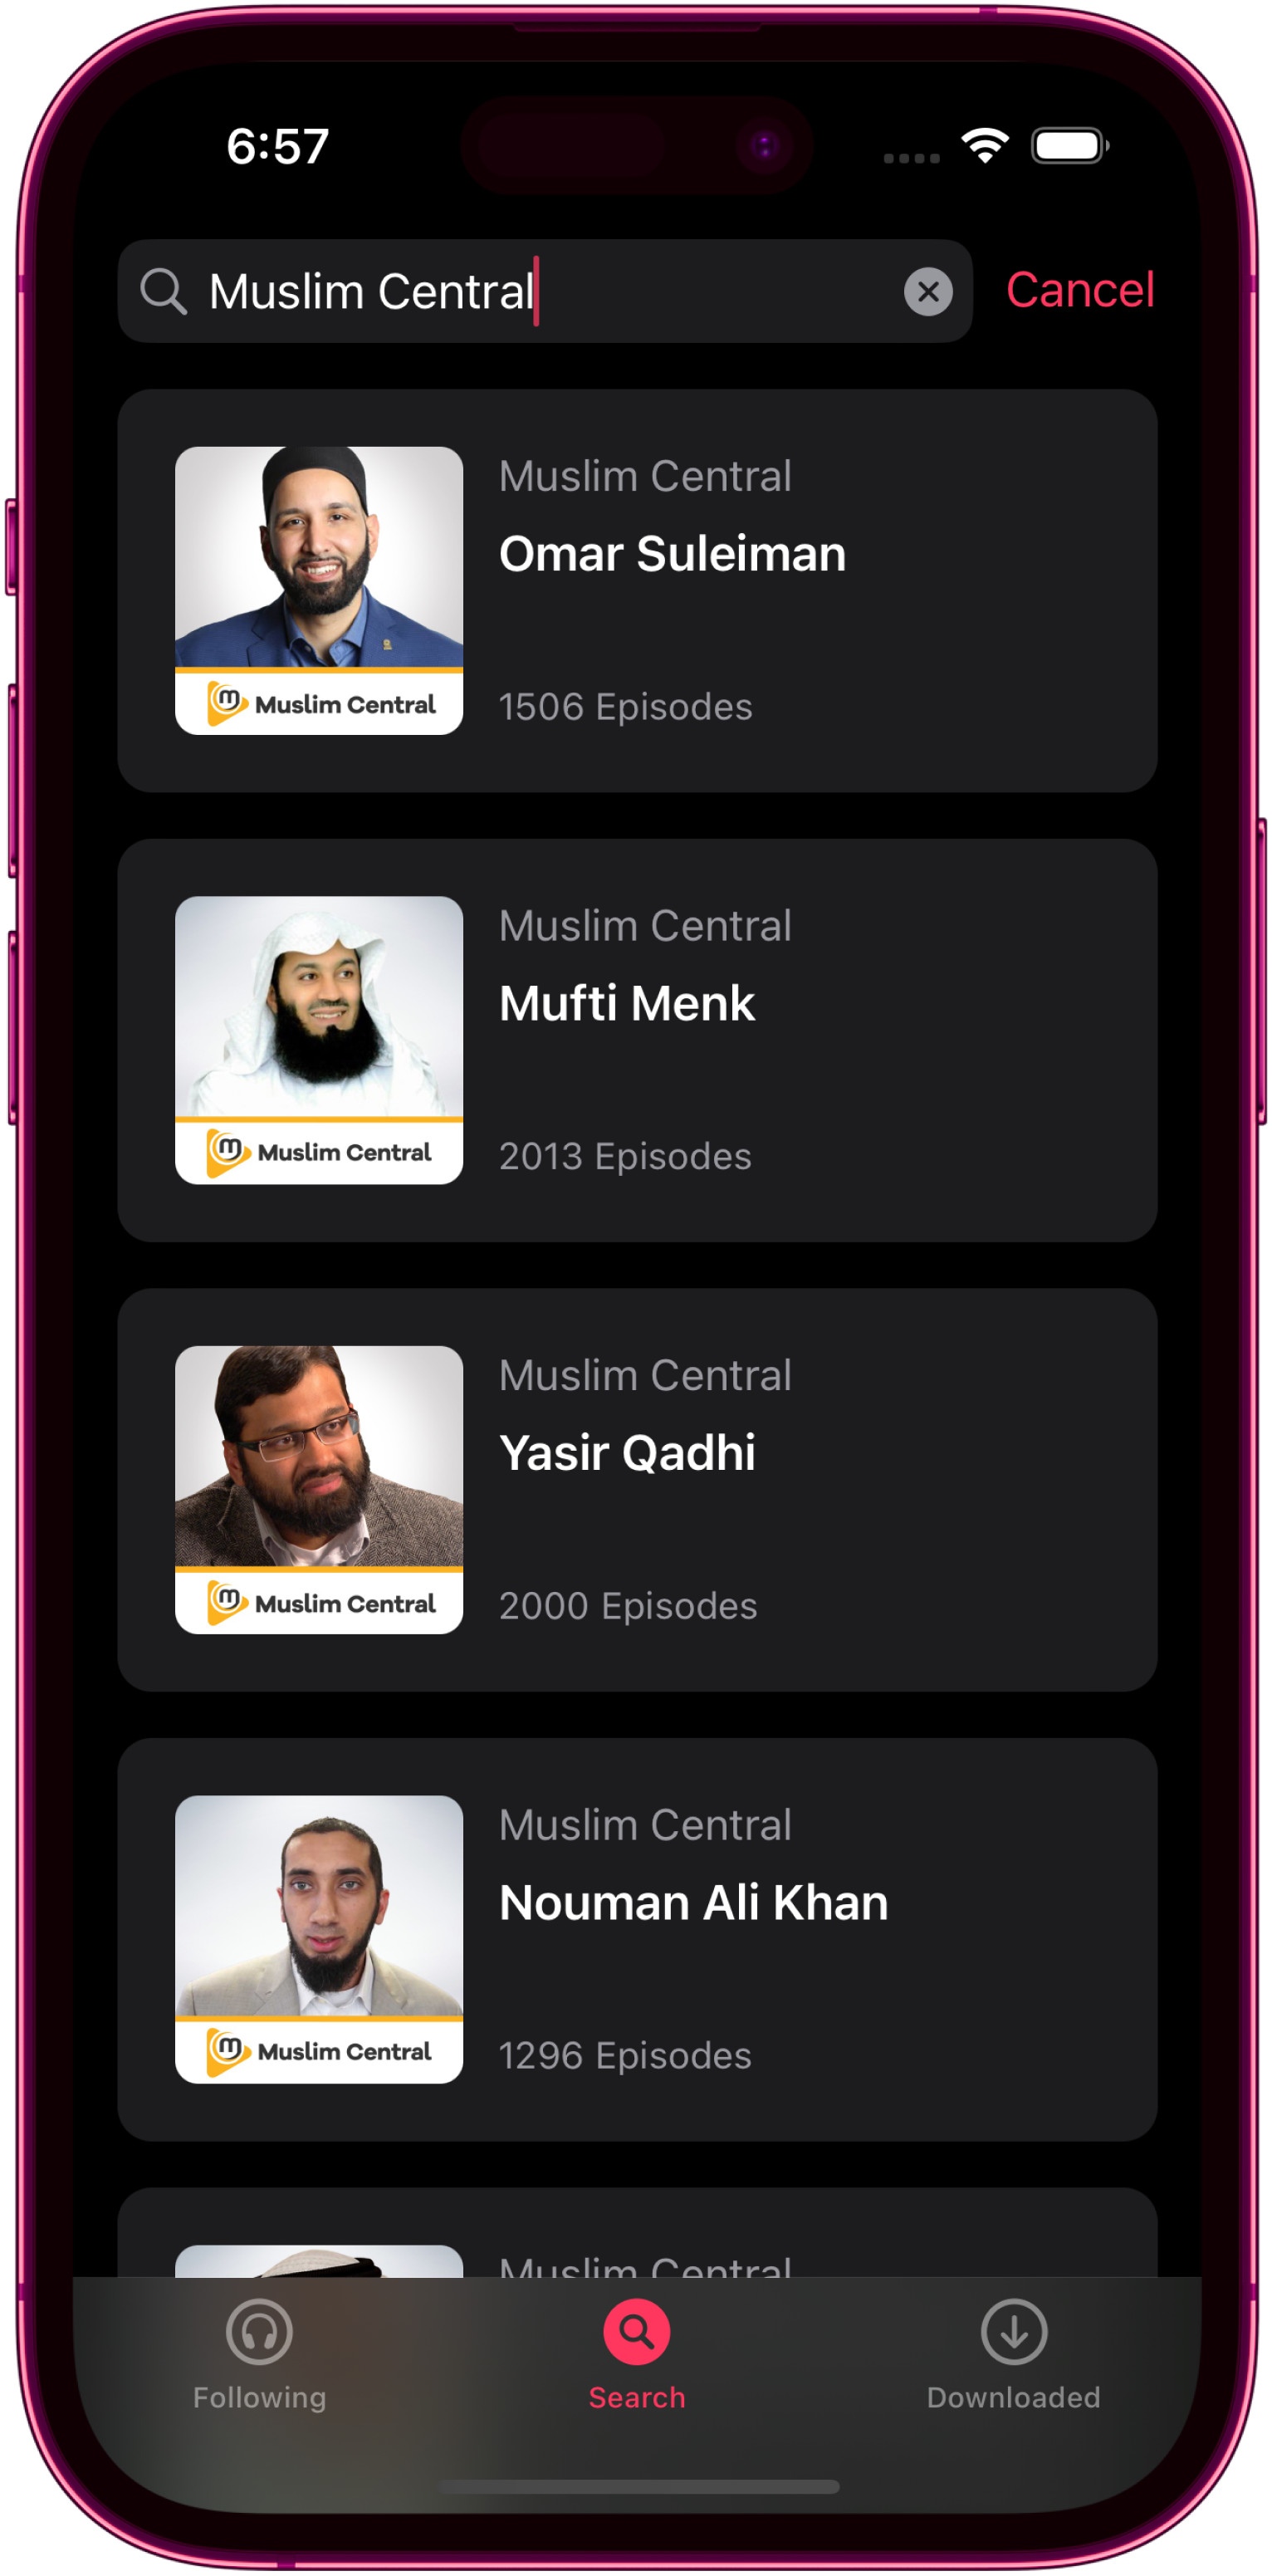 6:57
Muslim Central
Cancel
Muslim Central
Omar Suleiman
1506 Episodes
m Muslim Central
Muslim Central
Mufti Menk
2013 Episodes
m Muslim Central
Muslim Central
Yasir Qadhi
2000 Episodes
m Muslim Central
Muslim Central
Nouman Ali Khan
1296 Episodes
m Muslim Central
Muslim Central
Following
Search
Downloaded